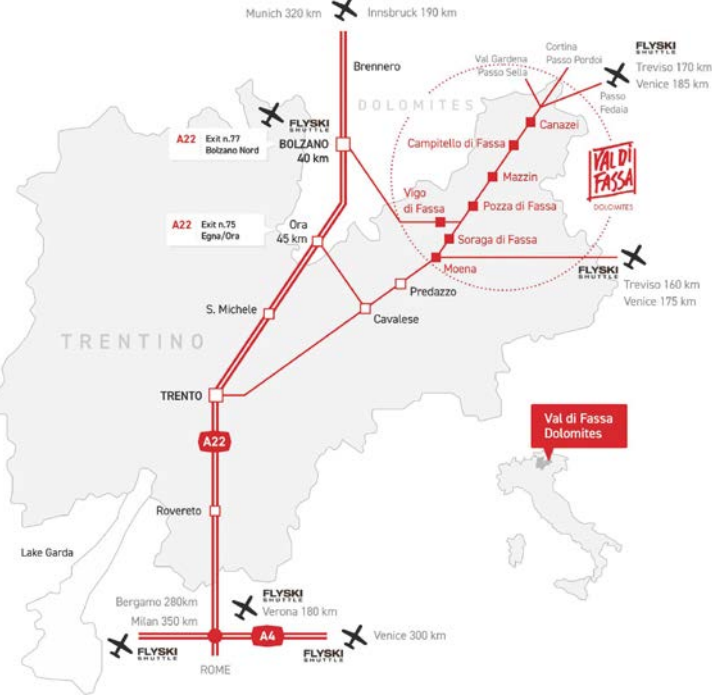 Munich 320 km
Innsbruck 190 km
Brennero
Cortina
Passo Pordoi
Val Gardena
Passo Sella
FLYSKI
SHUTTLE
Treviso 170 km
Venice 185 km
Passo
Fedaia
DOLOMITES
FLYSKI
SHUTTLE
A22
Exit n.77
Bolzano Nord
BOLZANO
40 km
Canazei
Campitello di Fassa
VAL DI
FASSA
DOLOMITES
Mazzin
Vigo
di Fassa
Pozza di Fassa
A22
Exit n.75
Egna/Ora
Ora
45 km
Soraga di Fassa
Moena
FLYSKI
SHUTTLE
Treviso 160 km
Venice 175 km
Predazzo
S. Michele
Cavalese
TRENTINO
TRENTO
A22
Val di Fassa
Dolomites
Rovereto
Lake Garda
Bergamo 280km
Milan 350 km
FLYSKI
SHUTTLE
Verona 180 km
A4
Venice 300 km
FLYSKI
SHUTTLE
FLYSKI
SHUTTLE
ROME